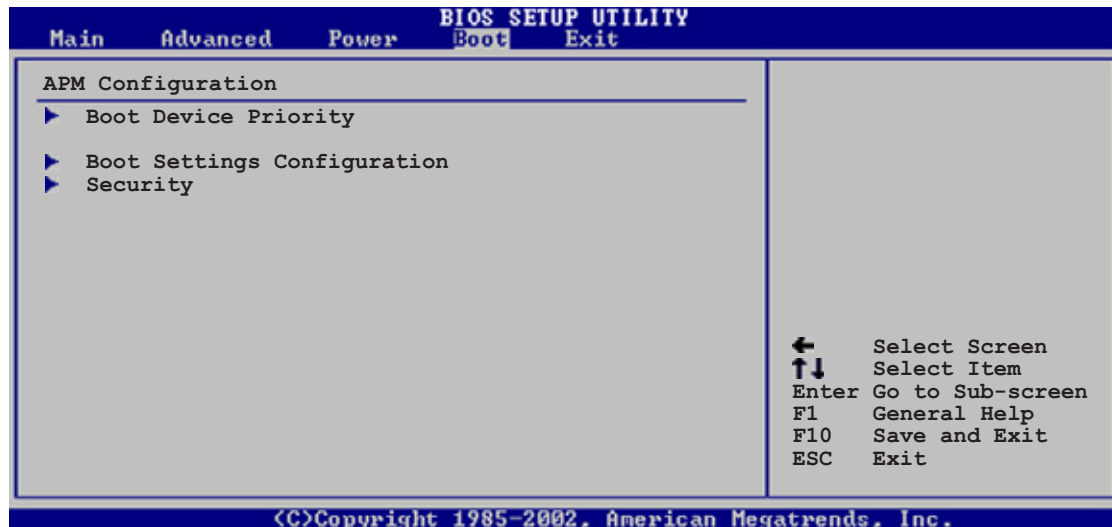 BIOS SETUP UTILITY
Main Advanced Power Boot Exit
APM Configuration
Boot Device Priority
Boot Settings Configuration
Security
Select Screen
Select Item
Enter Go to Sub-screen
F1 General Help
F10 Save and Exit
ESC Exit
(C)Copyright 1985-2002, American Megatrends, Inc.